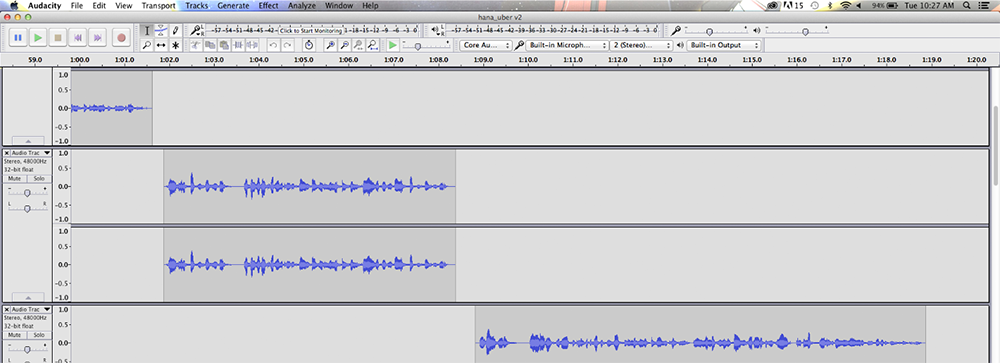 Audacity File Edit View Transport Tracks Generate Effect Analyze Window Help 15 94% Tue 10:27 AM
hana_uber v2
-57 -54 -51 -48 -45 -42 - Click to Start Monitoring -18 -15 -12 -9 -6 -3 0
L R -57 -54 -51 -48 -45 -42 -39 -36 -33 -30 -27 -24 -21 -18 -15 -12 -9 -6 -3 0
Core Au... Built-in Microph... 2 (Stereo)... Built-in Output
59.0 1:00.0 1:01.0 1:02.0 1:03.0 1:04.0 1:05.0 1:06.0 1:07.0 1:08.0 1:09.0 1:10.0 1:11.0 1:12.0 1:13.0 1:14.0 1:15.0 1:16.0 1:17.0 1:18.0 1:19.0 1:20.0
1.0
0.5
0.0
-0.5
-1.0
Audio Trac 1.0
Stereo, 48000Hz
32-bit float 0.5
Mute Solo
- + 0.0
L R -0.5
-1.0
1.0
0.5
0.0
-0.5
-1.0
Audio Trac 1.0
Stereo, 48000Hz
32-bit float 0.5
Mute Solo
- + 0.0
L R -0.5